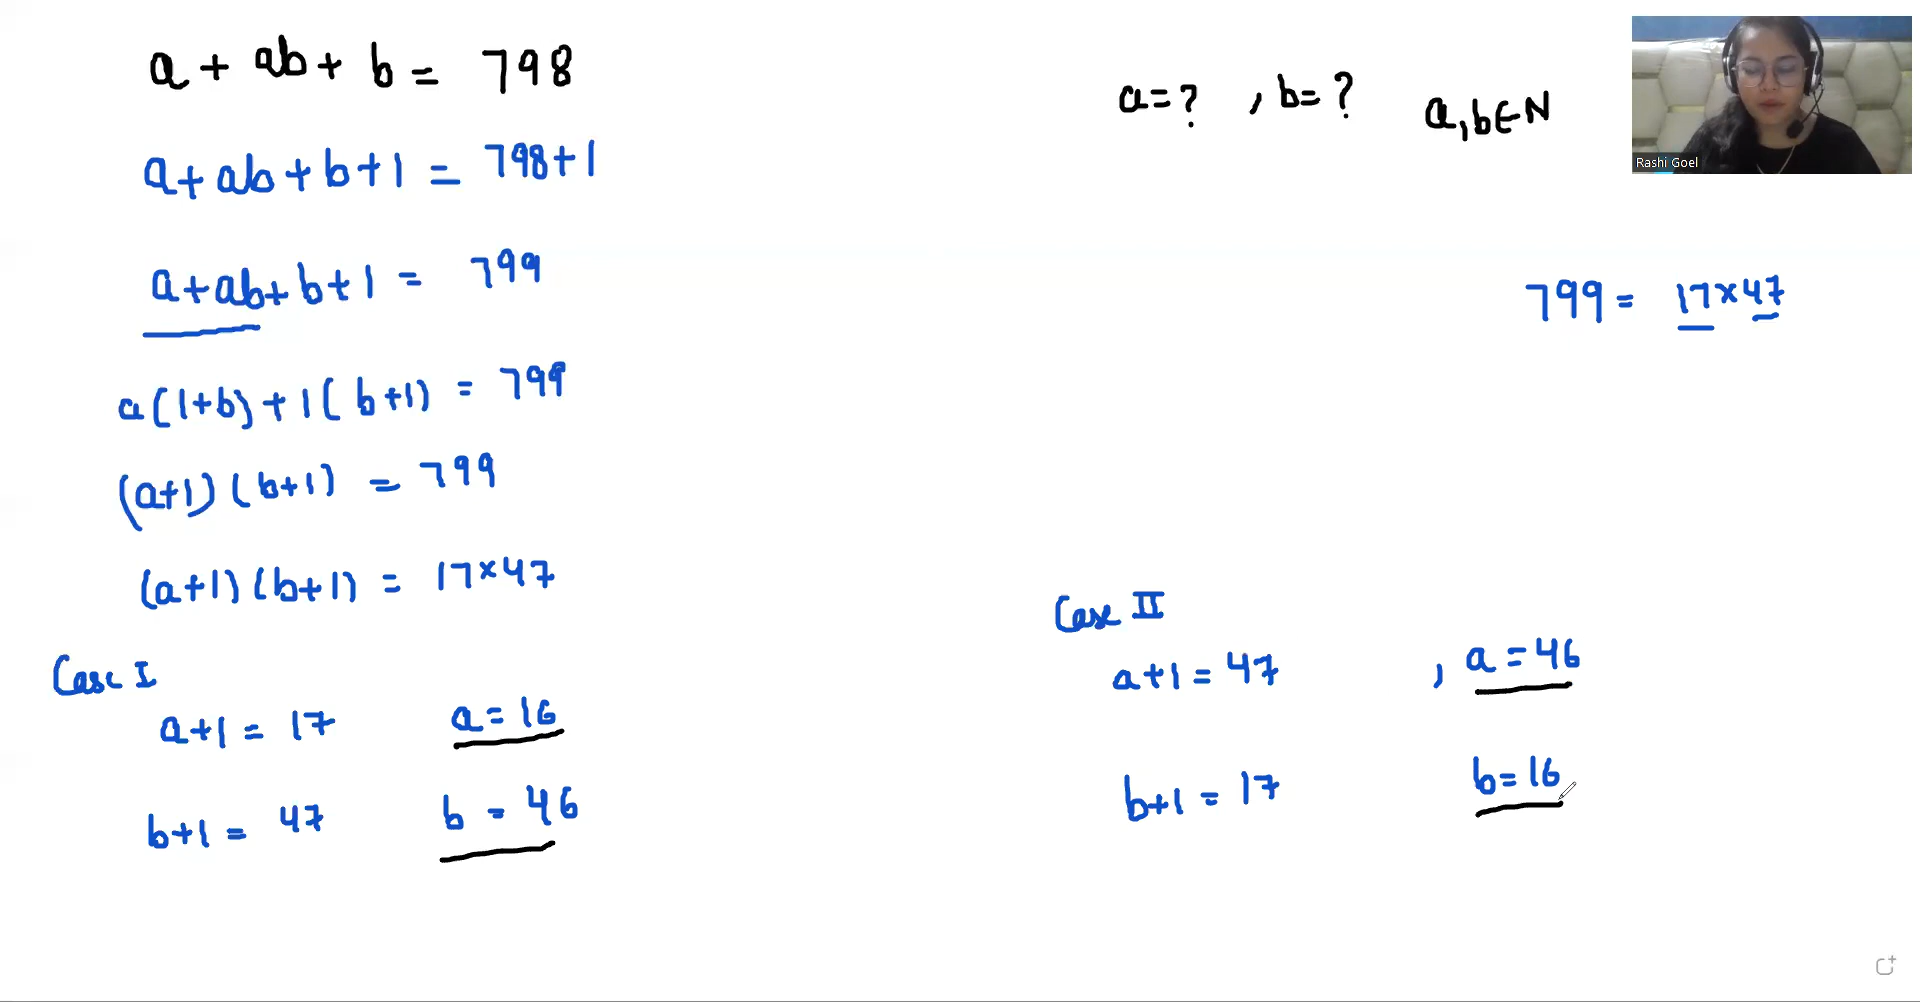 a + ab + b = 798
a = ? , b = ? a, b ∈ N
Rashi Goel
a + ab + b + 1 = 798 + 1
a + ab + b + 1 = 799
799 = 17 × 47
a(1+b) + 1(b+1) = 799
(a+1)(b+1) = 799
(a+1)(b+1) = 17 × 47
Case I
a+1 = 17 a = 16
b+1 = 47 b = 46
Case II
a+1 = 47 , a = 46
b+1 = 17 b = 16